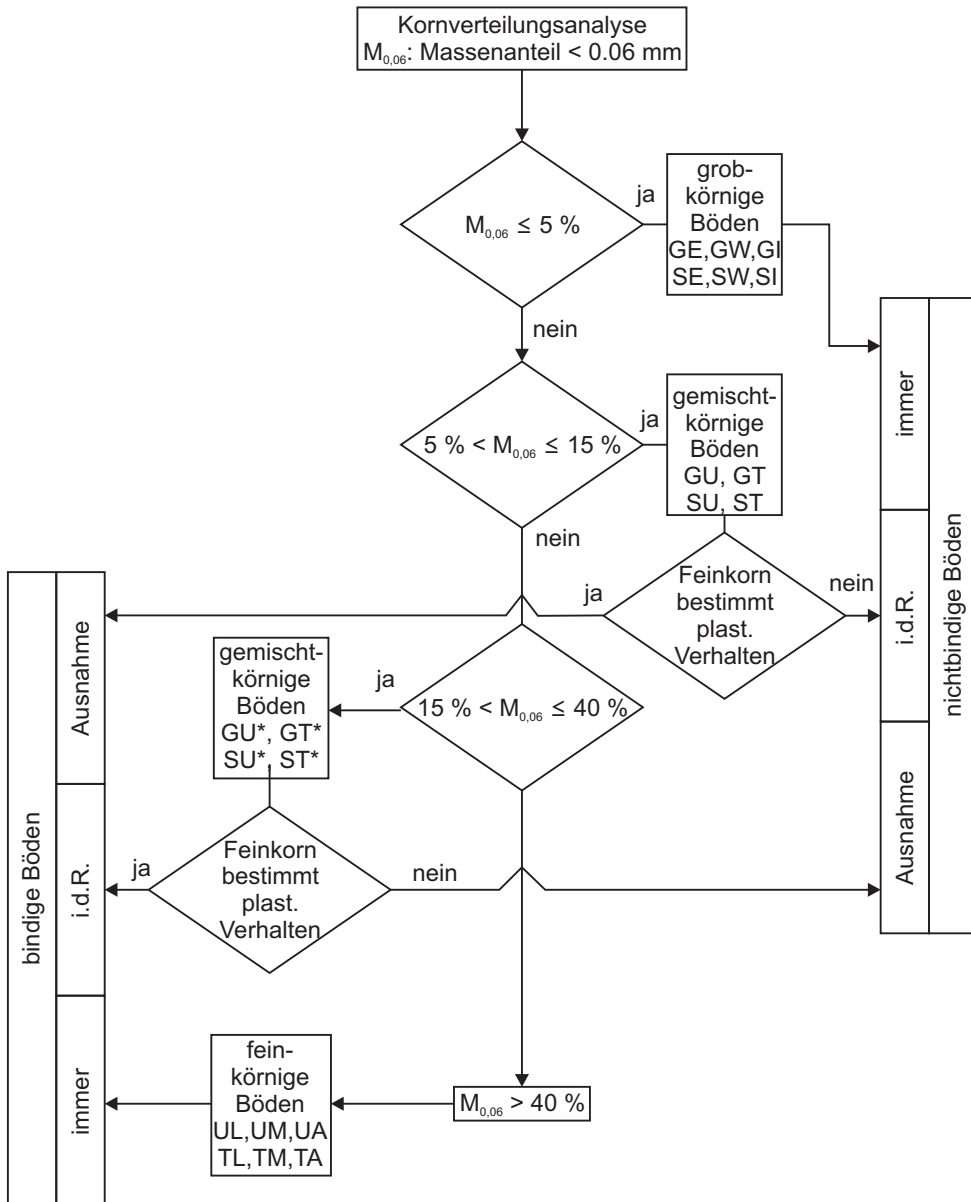 Kornverteilungsanalyse
M0,06: Massenanteil < 0.06 mm
M0,06 ≤ 5 %
ja
grob-
körnige
Böden
GE,GW,GI
SE,SW,SI
nein
5 % < M0,06 ≤ 15 %
ja
gemischt-
körnige
Böden
GU, GT
SU, ST
nein
Feinkorn
bestimmt
plast.
Verhalten
ja
nein
immer
i.d.R.
Ausnahme
nichtbindige Böden
15 % < M0,06 ≤ 40 %
ja
gemischt-
körnige
Böden
GU*, GT*
SU*, ST*
Feinkorn
bestimmt
plast.
Verhalten
ja
nein
bindige Böden
Ausnahme
i.d.R.
immer
M0,06 > 40 %
fein-
körnige
Böden
UL,UM,UA
TL,TM,TA